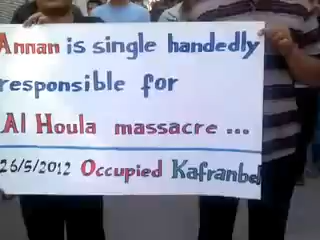 Annan is single handedly
responsible for
Al Houla massacre ...
26/5/2012 Occupied Kafranbel